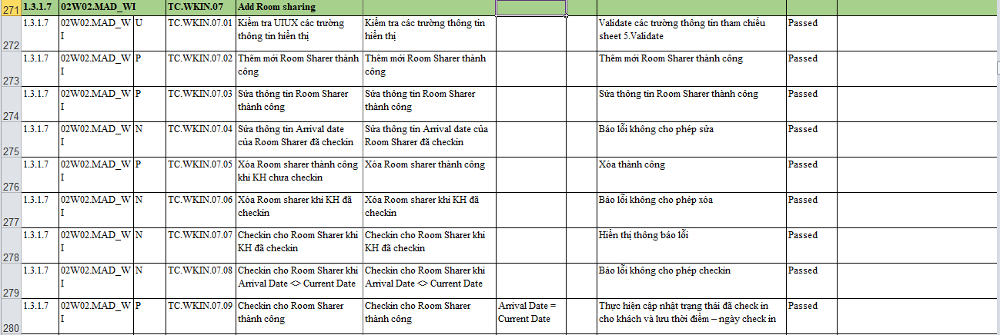 271 1.3.1.7 02W02.MAD_WI TC.WKIN.07 Add Room sharing
1.3.1.7 02W02.MAD_W U TC.WKIN.07.01 Kiểm tra UIUX các trường Kiểm tra các trường thông tin Validate các trường thông tin tham chiếu Passed
272 I thông tin hiển thị hiển thị sheet 5.Validate
1.3.1.7 02W02.MAD_W P TC.WKIN.07.02 Thêm mới Room Sharer thành Thêm mới Room Sharer thành Thêm mới Room Sharer thành công Passed
273 I công công
1.3.1.7 02W02.MAD_W P TC.WKIN.07.03 Sửa thông tin Room Sharer Sửa thông tin Room Sharer Sửa thông tin Room Sharer thành công Passed
274 I thành công thành công
1.3.1.7 02W02.MAD_W N TC.WKIN.07.04 Sửa thông tin Arrival date Sửa thông tin Arrival date của Báo lỗi không cho phép sửa Passed
275 I của Room Sharer đã checkin Room Sharer đã checkin
1.3.1.7 02W02.MAD_W P TC.WKIN.07.05 Xóa Room sharer thành công Xóa Room sharer thành công Xóa thành công Passed
276 I khi KH chưa checkin
1.3.1.7 02W02.MAD_W N TC.WKIN.07.06 Xóa Room sharer khi KH đã Xóa Room sharer khi KH đã Báo lỗi không cho phép xóa Passed
277 I checkin checkin
1.3.1.7 02W02.MAD_W N TC.WKIN.07.07 Checkin cho Room Sharer khi Checkin cho Room Sharer khi Hiển thị thông báo lỗi Passed
278 I KH đã checkin KH đã checkin
1.3.1.7 02W02.MAD_W N TC.WKIN.07.08 Checkin cho Room Sharer khi Checkin cho Room Sharer khi Báo lỗi không cho phép checkin Passed
279 I Arrival Date <> Current Date Arrival Date <> Current Date
1.3.1.7 02W02.MAD_W P TC.WKIN.07.09 Checkin cho Room Sharer Checkin cho Room Sharer Arrival Date = Thực hiện cập nhật trạng thái đã check in Passed
280 I thành công thành công Current Date cho khách và lưu thời điểm – ngày check in